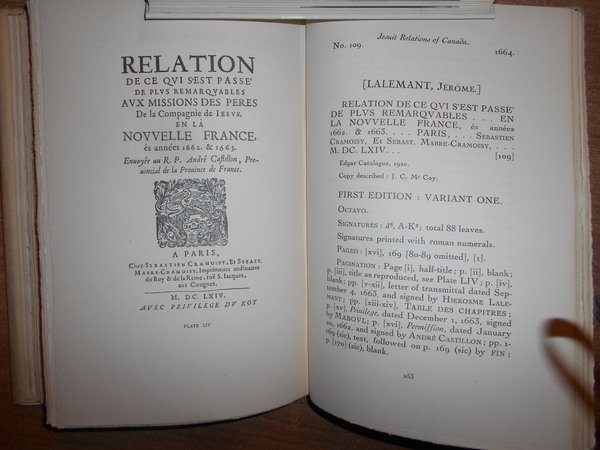 RELATION
DE CE QVI S'EST PASSE'
DE PLVS REMARQVABLES
AVX MISSIONS DES PERES
De la Compagnie de IESVS.
EN LA
NOVVELLE FRANCE,
és années 1662. & 1663.
Enuoyée au R. P. André Castillon, Pro-
uincial de la Prouince de France.
A PARIS,
Chez SEBASTIEN CRAMOISY, ET SEBAST.
MABRE-CRAMOISY, Imprimeurs ordinaires
du Roy & de la Reine, ruë S. Iacques,
aux Cicognes.
M. DC. LXIV.
AVEC PRIVILEGE DV ROY
PLATE LIV
Jesuit Relations of Canada.
No. 109. 1664.
[LALEMANT, JÉRÔME.]
RELATION DE CE QVI S'EST PASSE'
DE PLVS REMARQVABLES . . . EN
LA NOVVELLE FRANCE, és années
1662. & 1663. . . . PARIS, . . . SEBASTIEN
CRAMOISY, ET SEBAST. MABRE-CRAMOISY, . . .
M. DC. LXIV. . .
[109]
Edgar Catalogue. 1920.
Copy described : J. C. Mc Coy.
FIRST EDITION : VARIANT ONE.
OCTAVO.
SIGNATURES : a⁸, A-K⁸; total 88 leaves.
Signatures printed with roman numerals.
PAGED : [xvi], 169 [80-89 omitted], [1].
PAGINATION : Page [i], half-title; p. [ii], blank;
p. [iii], title as reproduced, see PLATE LIV; p. [iv],
blank; pp. [v-xii], letter of transmittal dated Sep-
tember 4, 1663, and signed by HIEROSME LALE-
MANT; pp. [xiii-xiv], TABLE DES CHAPITRES;
p. [xv], Priuilege, dated December 1, 1663, signed
by MABOVL; p. [xvi], Permission, dated January
20, 1662, and signed by ANDRÉ CASTILLON; pp. 1-
169 (sic), text, followed on p. 169 (sic) by FIN;
p. [170] (sic), blank.
153